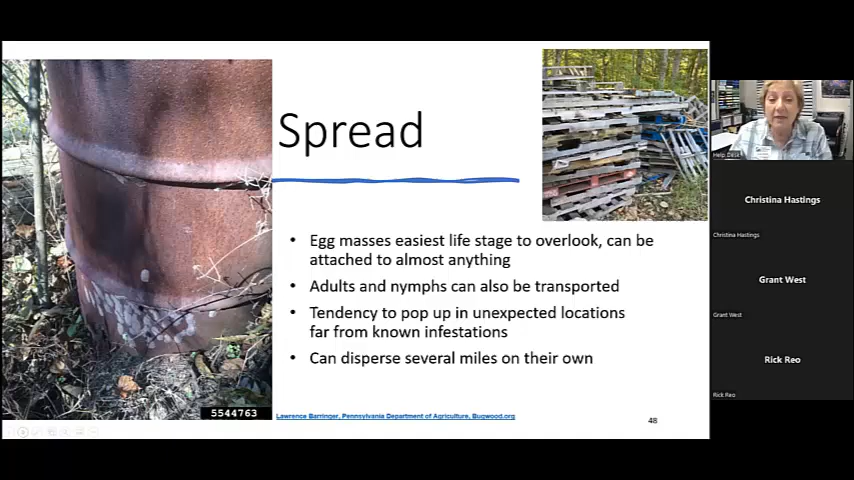 Spread
• Egg masses easiest life stage to overlook, can be
attached to almost anything
• Adults and nymphs can also be transported
• Tendency to pop up in unexpected locations
far from known infestations
• Can disperse several miles on their own
5544763
Lawrence Barringer, Pennsylvania Department of Agriculture, Bugwood.org
48
Help Desk
Christina Hastings
Christina Hastings
Grant West
Grant West
Rick Reo
Rick Reo